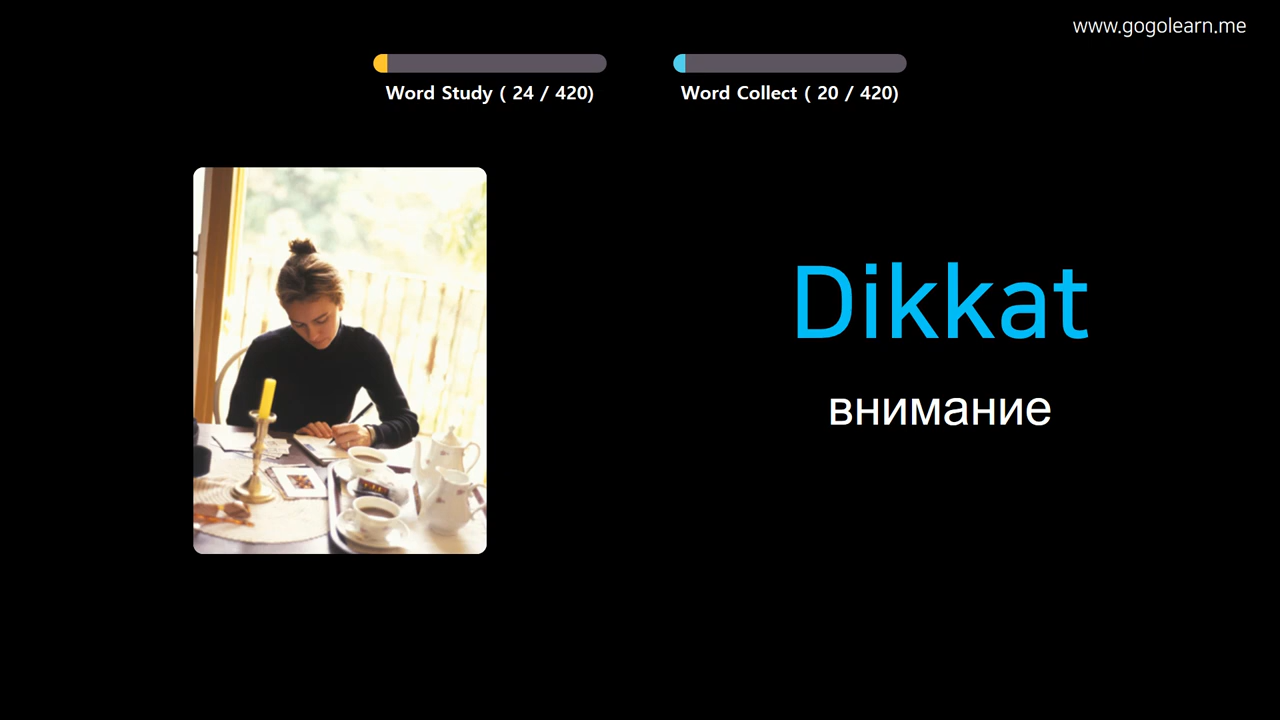 www.gogolearn.me
Word Study ( 24 / 420)
Word Collect ( 20 / 420)
Dikkat
внимание